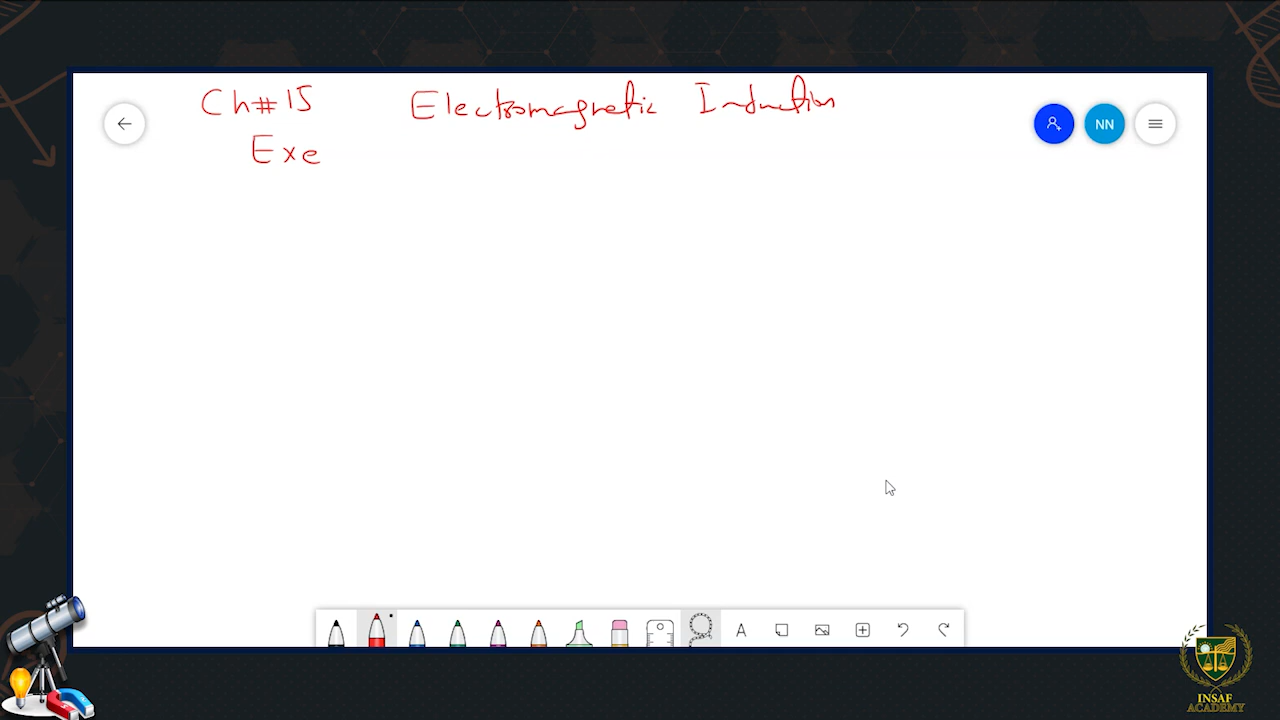 Ch#15 Electromagnetic Induction
Exe
NN
A
INSAF
ACADEMY